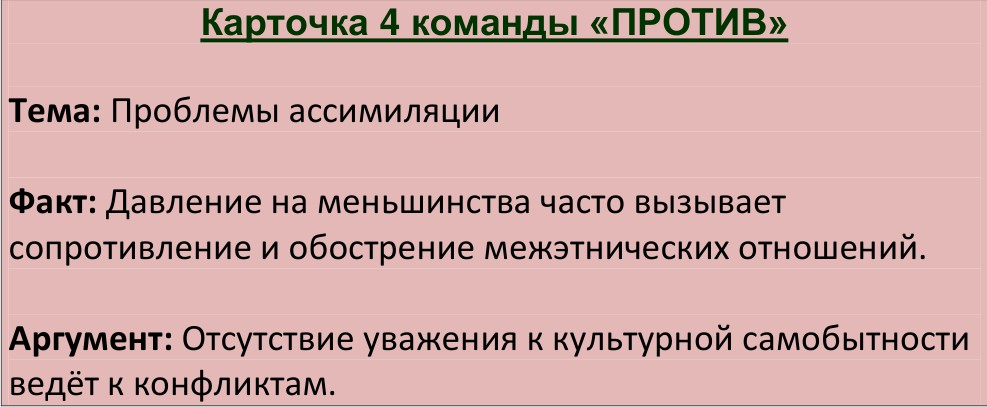 Карточка 4 команды «ПРОТИВ»
Тема: Проблемы ассимиляции
Факт: Давление на меньшинства часто вызывает
сопротивление и обострение межэтнических отношений.
Аргумент: Отсутствие уважения к культурной самобытности
ведёт к конфликтам.